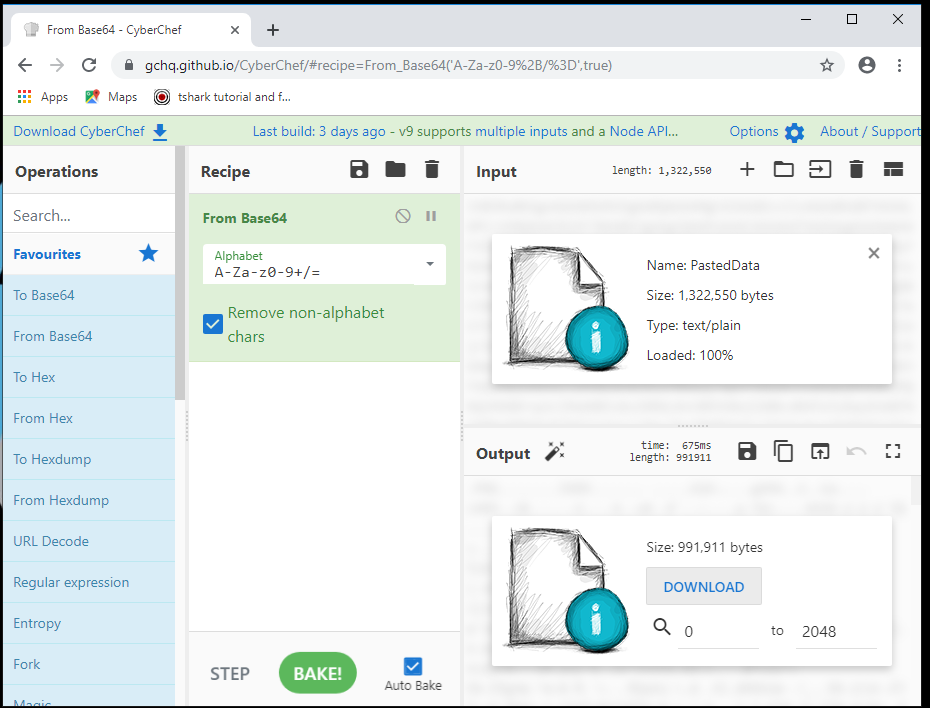 From Base64 - CyberChef
gchq.github.io/CyberChef/#recipe=From_Base64('A-Za-z0-9%2B/%3D',true)
Apps Maps tshark tutorial and f...
Download CyberChef Last build: 3 days ago - v9 supports multiple inputs and a Node API... Options About / Support
Operations
Search...
Favourites
To Base64
From Base64
To Hex
From Hex
To Hexdump
From Hexdump
URL Decode
Regular expression
Entropy
Fork
Magic
Recipe
From Base64
Alphabet
A-Za-z0-9+/=
Remove non-alphabet
chars
STEP BAKE! Auto Bake
Input length: 1,322,550
Name: PastedData
Size: 1,322,550 bytes
Type: text/plain
Loaded: 100%
Output
time: 675ms
length: 991911
Size: 991,911 bytes
DOWNLOAD
0 to 2048